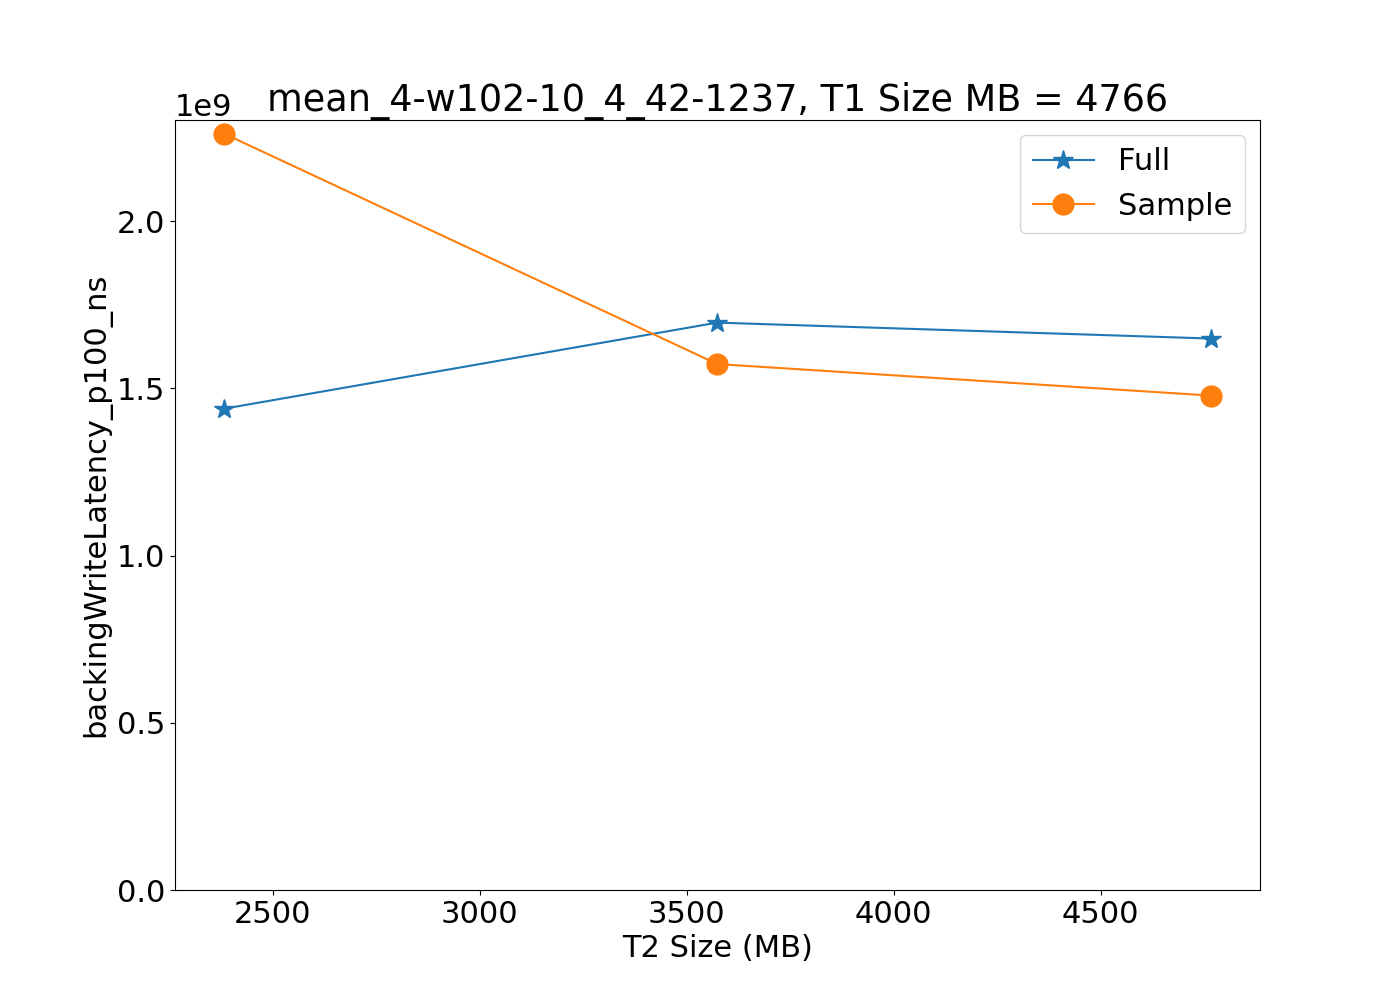 1e9
mean_4-w102-10_4_42-1237, T1 Size MB = 4766
Full
Sample
backingWriteLatency_p100_ns
2.0
1.5
1.0
0.5
0.0
2500 3000 3500 4000 4500
T2 Size (MB)